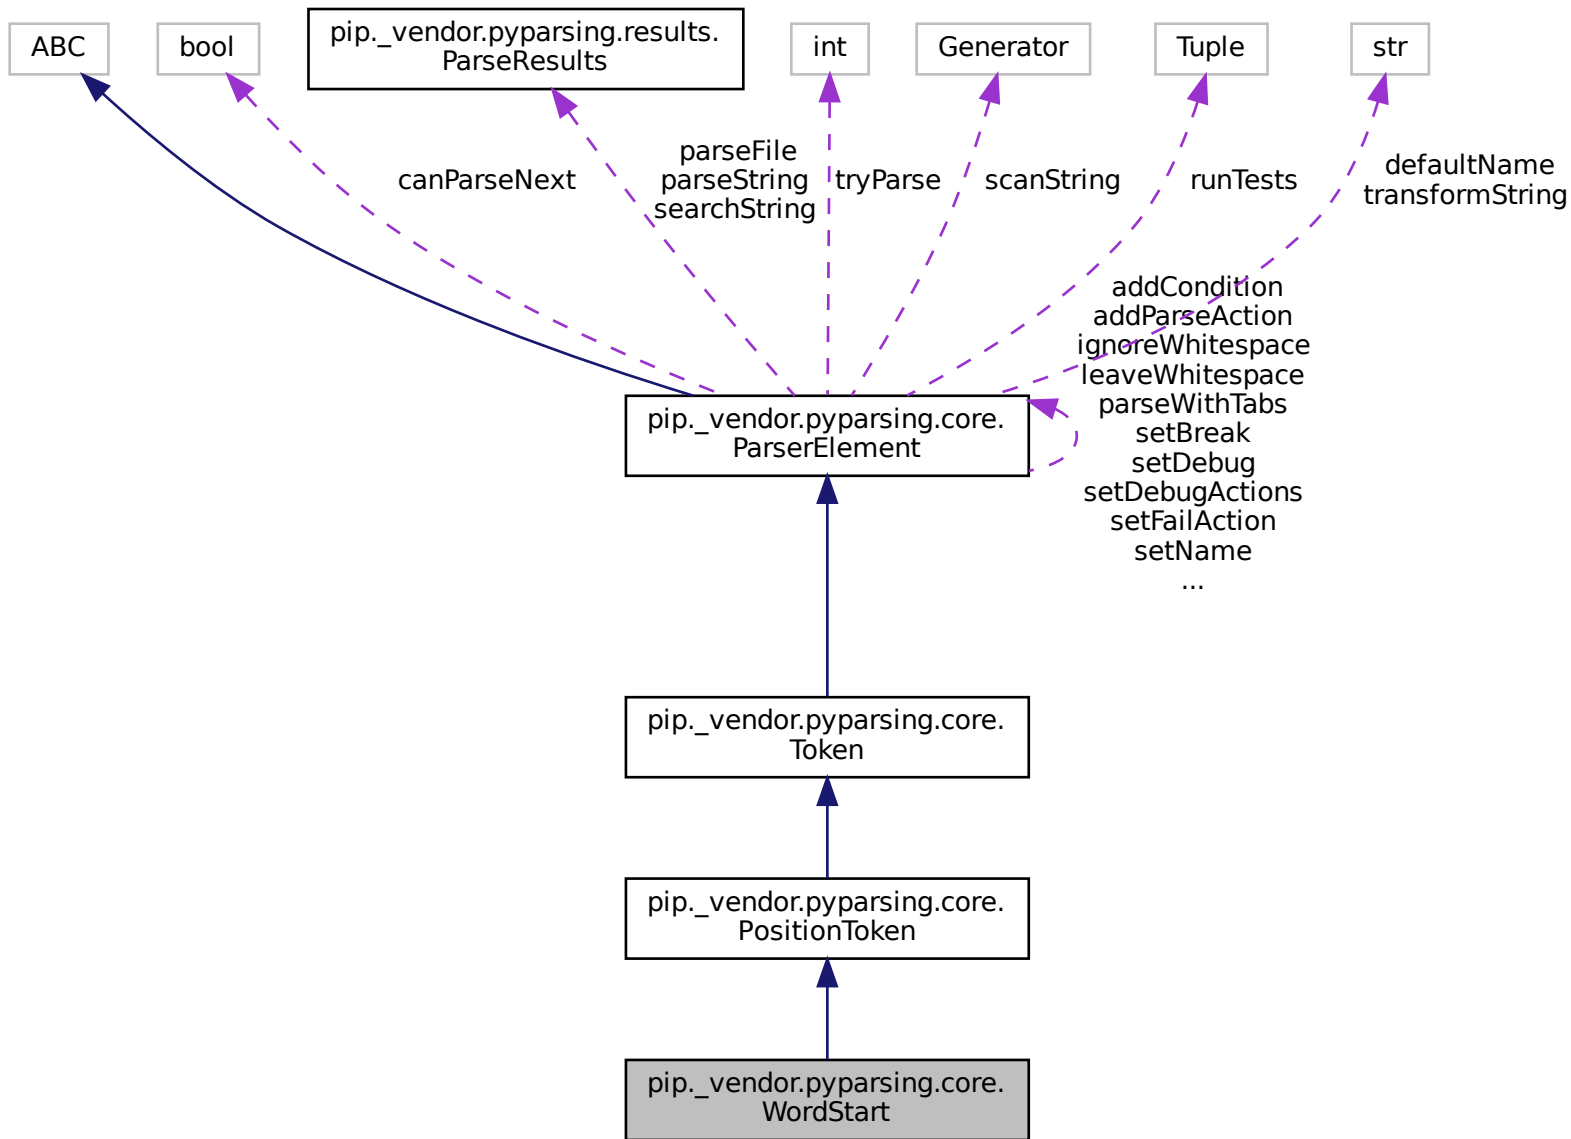 ABC
bool
pip._vendor.pyparsing.results.
ParseResults
int
Generator
Tuple
str
canParseNext
parseFile
parseString
searchString
tryParse
scanString
runTests
defaultName
transformString
addCondition
addParseAction
ignoreWhitespace
leaveWhitespace
parseWithTabs
setBreak
setDebug
setDebugActions
setFailAction
setName
...
pip._vendor.pyparsing.core.
ParserElement
pip._vendor.pyparsing.core.
Token
pip._vendor.pyparsing.core.
PositionToken
pip._vendor.pyparsing.core.
WordStart